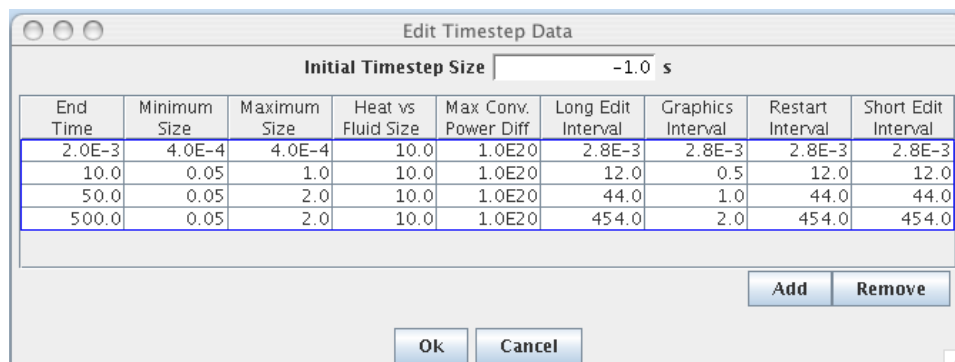 Edit Timestep Data
Initial Timestep Size -1.0 s
End Time Minimum Size Maximum Size Heat vs Fluid Size Max Conv. Power Diff Long Edit Interval Graphics Interval Restart Interval Short Edit Interval
2.0E-3 4.0E-4 4.0E-4 10.0 1.0E20 2.8E-3 2.8E-3 2.8E-3 2.8E-3
10.0 0.05 1.0 10.0 1.0E20 12.0 0.5 12.0 12.0
50.0 0.05 2.0 10.0 1.0E20 44.0 1.0 44.0 44.0
500.0 0.05 2.0 10.0 1.0E20 454.0 2.0 454.0 454.0
Add Remove
Ok Cancel